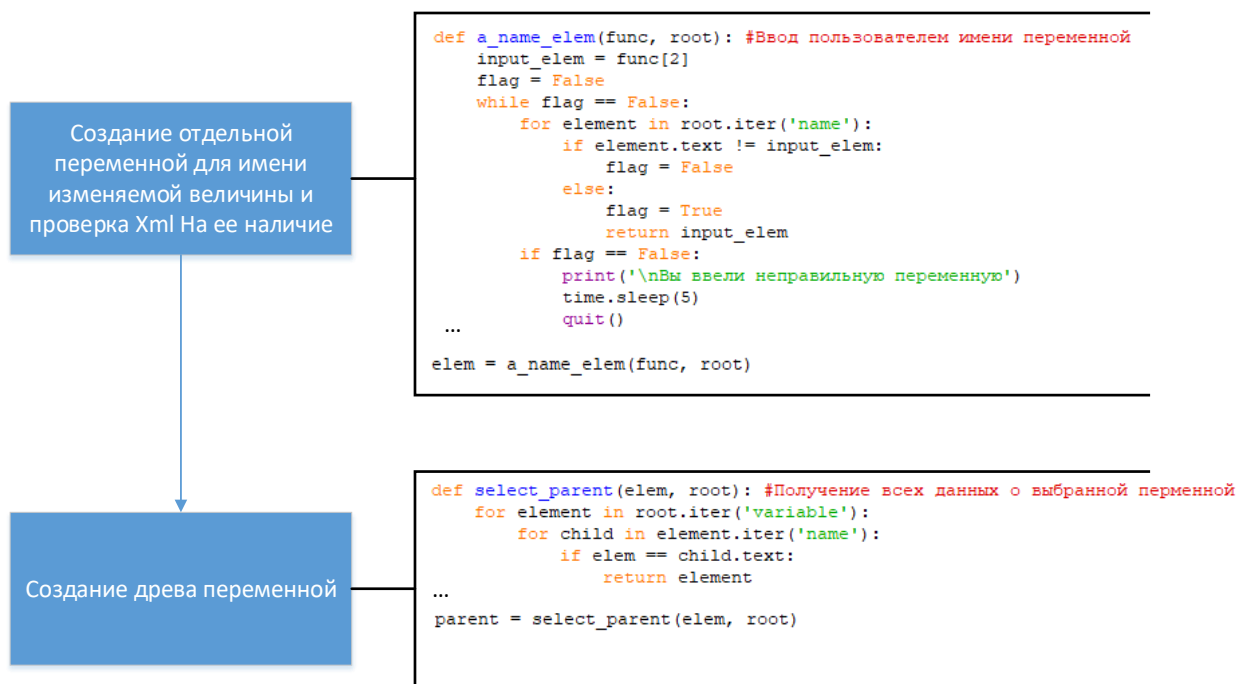 def a_name_elem(func, root): #Ввод пользователем имени переменной
    input_elem = func[2]
    flag = False
    while flag == False:
        for element in root.iter('name'):
            if element.text != input_elem:
                flag = False
            else:
                flag = True
                return input_elem
        if flag == False:
            print('\nВы ввели неправильную переменную')
            time.sleep(5)
            quit()
...
elem = a_name_elem(func, root)
Создание отдельной
переменной для имени
изменяемой величины и
проверка Xml На ее наличие
def select_parent(elem, root): #Получение всех данных о выбранной перменной
    for element in root.iter('variable'):
        for child in element.iter('name'):
            if elem == child.text:
                return element
...
parent = select_parent(elem, root)
Создание древа переменной